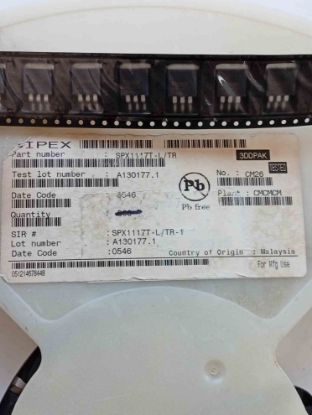 SIPEX
Part number : SPX1117T-L/TR 3DDPAK
Test lot number : A130177.1 No. : CM26
Date Code : 0546 Plant : CMCMCM
Pb
Quantity : Pb free
SIR # : SPX1117T-L/TR-1
Lot number : A130177.1
Date Code : 0546 Country of Origin : Malaysia
For Mfg Use